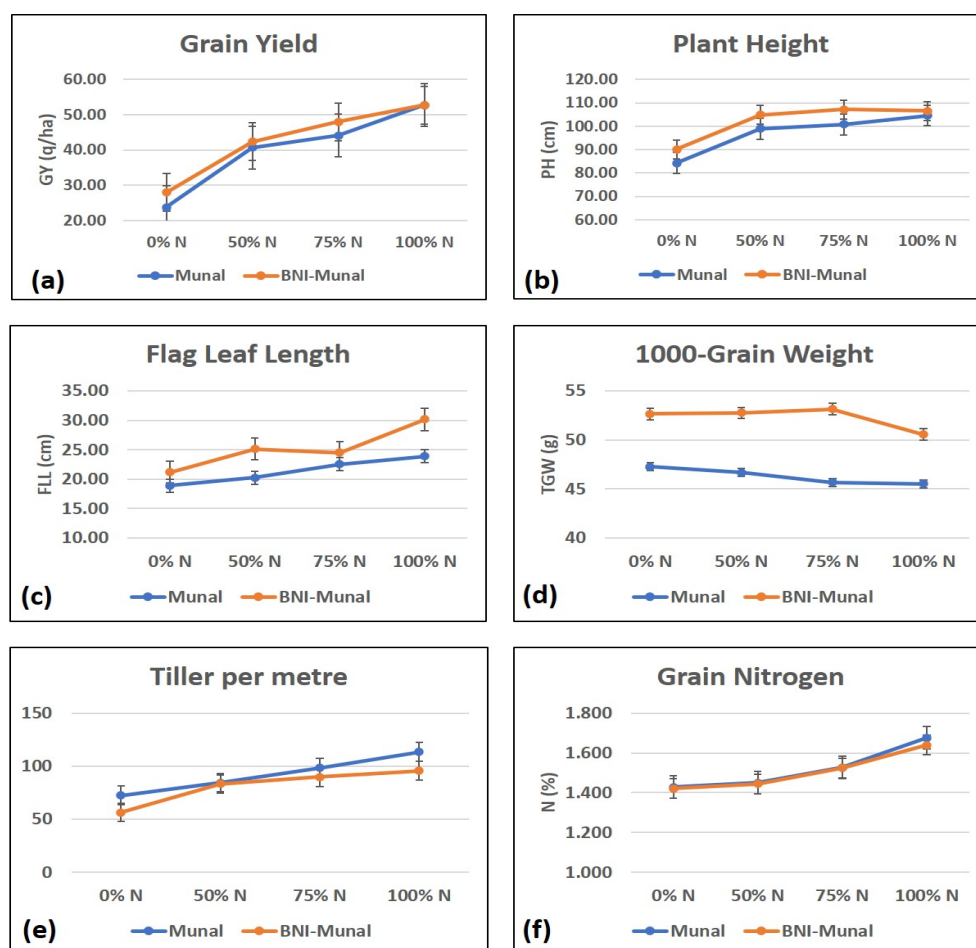 Grain Yield
GY (q/ha)
60.00
50.00
40.00
30.00
20.00
0% N 50% N 75% N 100% N
Munal BNI-Munal
(a)
Plant Height
PH (cm)
120.00
110.00
100.00
90.00
80.00
70.00
60.00
0% N 50% N 75% N 100% N
Munal BNI-Munal
(b)
Flag Leaf Length
FLL (cm)
35.00
30.00
25.00
20.00
15.00
10.00
0% N 50% N 75% N 100% N
Munal BNI-Munal
(c)
1000-Grain Weight
TGW (g)
55
50
45
40
0% N 50% N 75% N 100% N
Munal BNI-Munal
(d)
Tiller per metre
150
100
50
0
0% N 50% N 75% N 100% N
Munal BNI-Munal
(e)
Grain Nitrogen
N (%)
1.800
1.600
1.400
1.200
1.000
0% N 50% N 75% N 100% N
Munal BNI-Munal
(f)